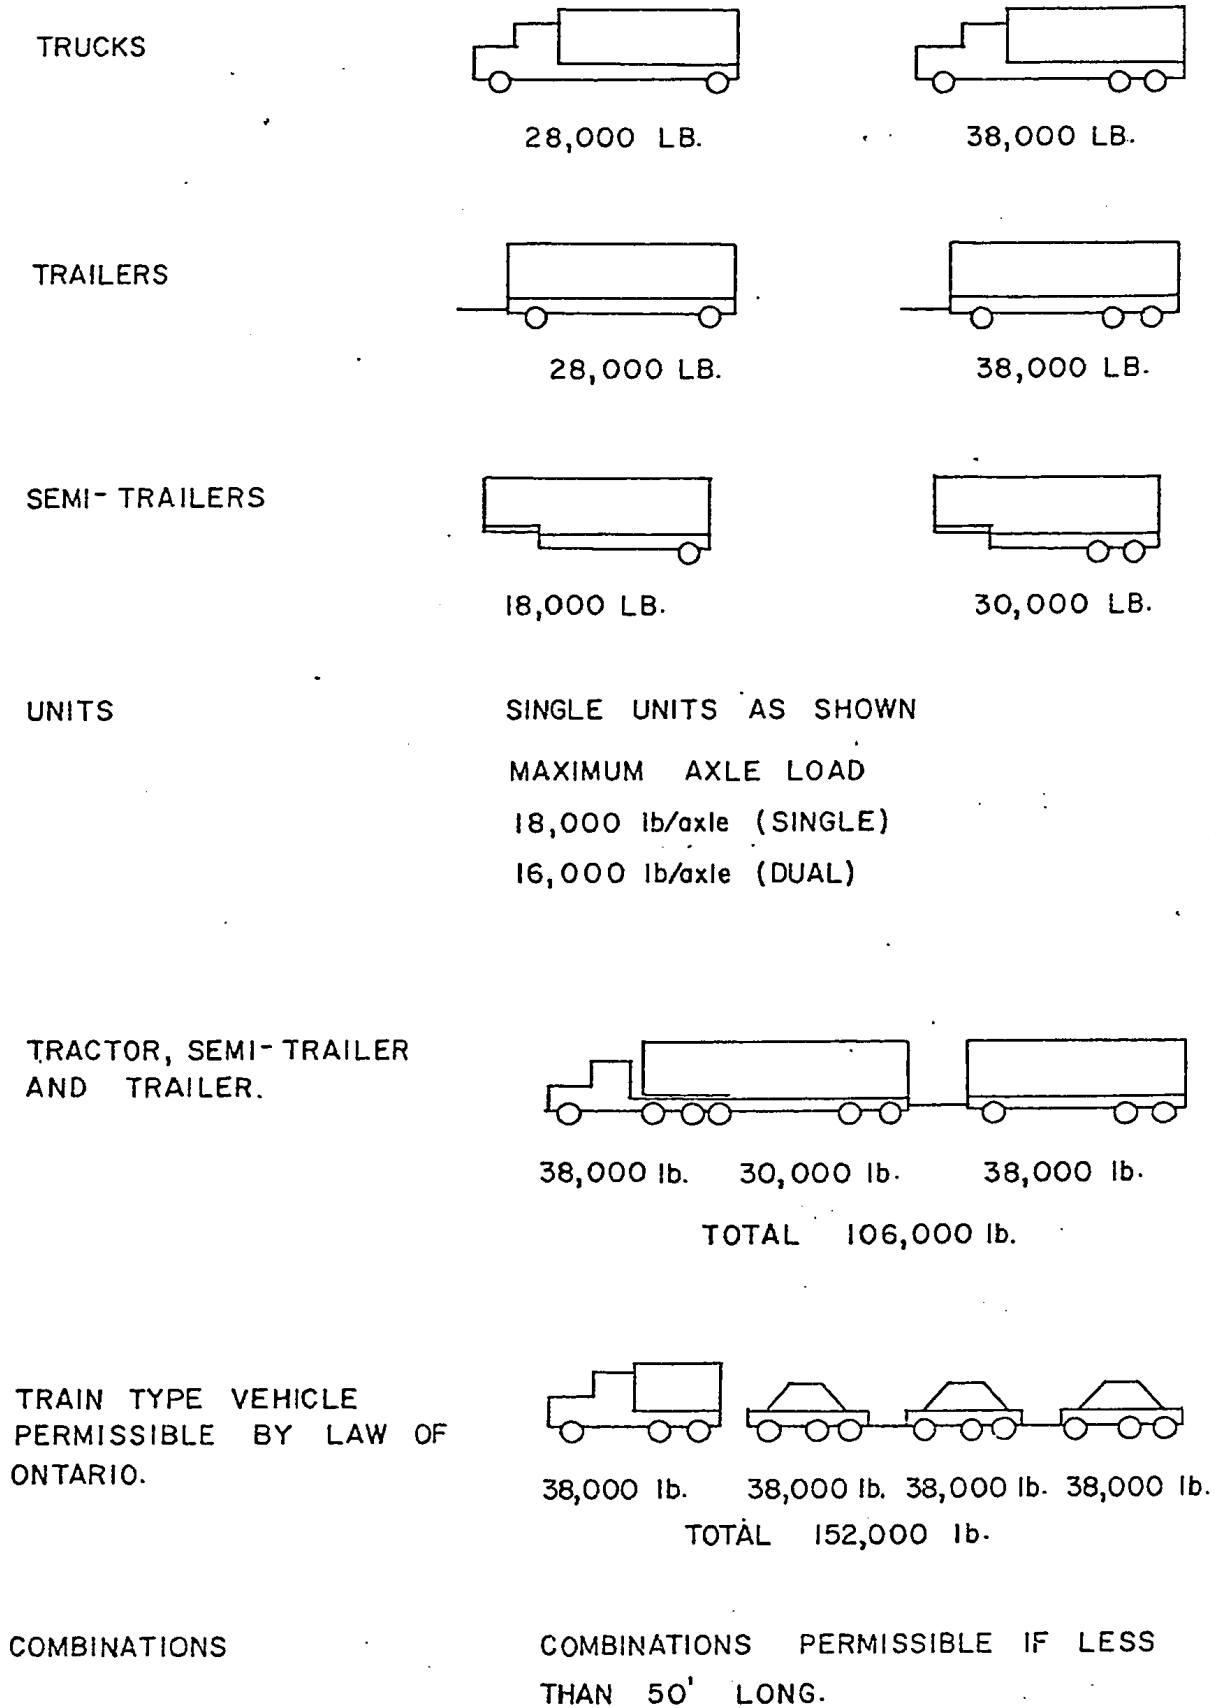 TRUCKS
28,000 LB.
38,000 LB.
TRAILERS
28,000 LB.
38,000 LB.
SEMI-TRAILERS
18,000 LB.
30,000 LB.
UNITS
SINGLE UNITS AS SHOWN
MAXIMUM AXLE LOAD
18,000 lb/axle (SINGLE)
16,000 lb/axle (DUAL)
TRACTOR, SEMI-TRAILER
AND TRAILER.
38,000 lb. 30,000 lb. 38,000 lb.
TOTAL 106,000 lb.
TRAIN TYPE VEHICLE
PERMISSIBLE BY LAW OF
ONTARIO.
38,000 lb. 38,000 lb. 38,000 lb. 38,000 lb.
TOTAL 152,000 lb.
COMBINATIONS
COMBINATIONS PERMISSIBLE IF LESS
THAN 50' LONG.